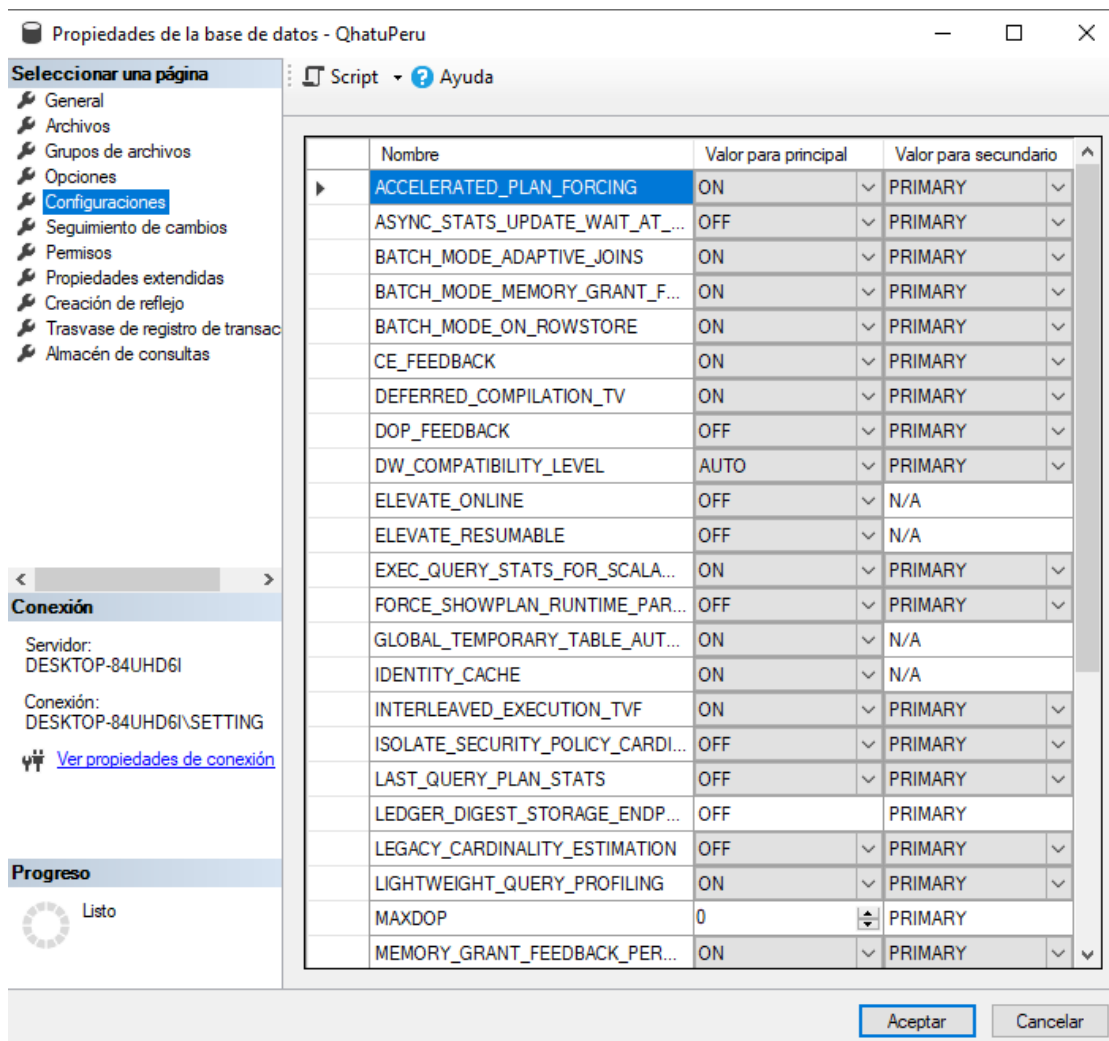 Propiedades de la base de datos - QhatuPeru
Seleccionar una página
Script
Ayuda
General
Archivos
Grupos de archivos
Opciones
Configuraciones
Seguimiento de cambios
Permisos
Propiedades extendidas
Creación de reflejo
Trasvase de registro de transac
Almacén de consultas
Conexión
Servidor:
DESKTOP-84UHD6I
Conexión:
DESKTOP-84UHD6I\SETTING
Ver propiedades de conexión
Progreso
Listo
Nombre Valor para principal Valor para secundario
ACCELERATED_PLAN_FORCING ON PRIMARY
ASYNC_STATS_UPDATE_WAIT_AT_... OFF PRIMARY
BATCH_MODE_ADAPTIVE_JOINS ON PRIMARY
BATCH_MODE_MEMORY_GRANT_F... ON PRIMARY
BATCH_MODE_ON_ROWSTORE ON PRIMARY
CE_FEEDBACK ON PRIMARY
DEFERRED_COMPILATION_TV ON PRIMARY
DOP_FEEDBACK OFF PRIMARY
DW_COMPATIBILITY_LEVEL AUTO PRIMARY
ELEVATE_ONLINE OFF N/A
ELEVATE_RESUMABLE OFF N/A
EXEC_QUERY_STATS_FOR_SCALA... ON PRIMARY
FORCE_SHOWPLAN_RUNTIME_PAR... OFF PRIMARY
GLOBAL_TEMPORARY_TABLE_AUT... ON N/A
IDENTITY_CACHE ON N/A
INTERLEAVED_EXECUTION_TVF ON PRIMARY
ISOLATE_SECURITY_POLICY_CARDI... OFF PRIMARY
LAST_QUERY_PLAN_STATS OFF PRIMARY
LEDGER_DIGEST_STORAGE_ENDP... OFF PRIMARY
LEGACY_CARDINALITY_ESTIMATION OFF PRIMARY
LIGHTWEIGHT_QUERY_PROFILING ON PRIMARY
MAXDOP 0 PRIMARY
MEMORY_GRANT_FEEDBACK_PER... ON PRIMARY
Aceptar
Cancelar